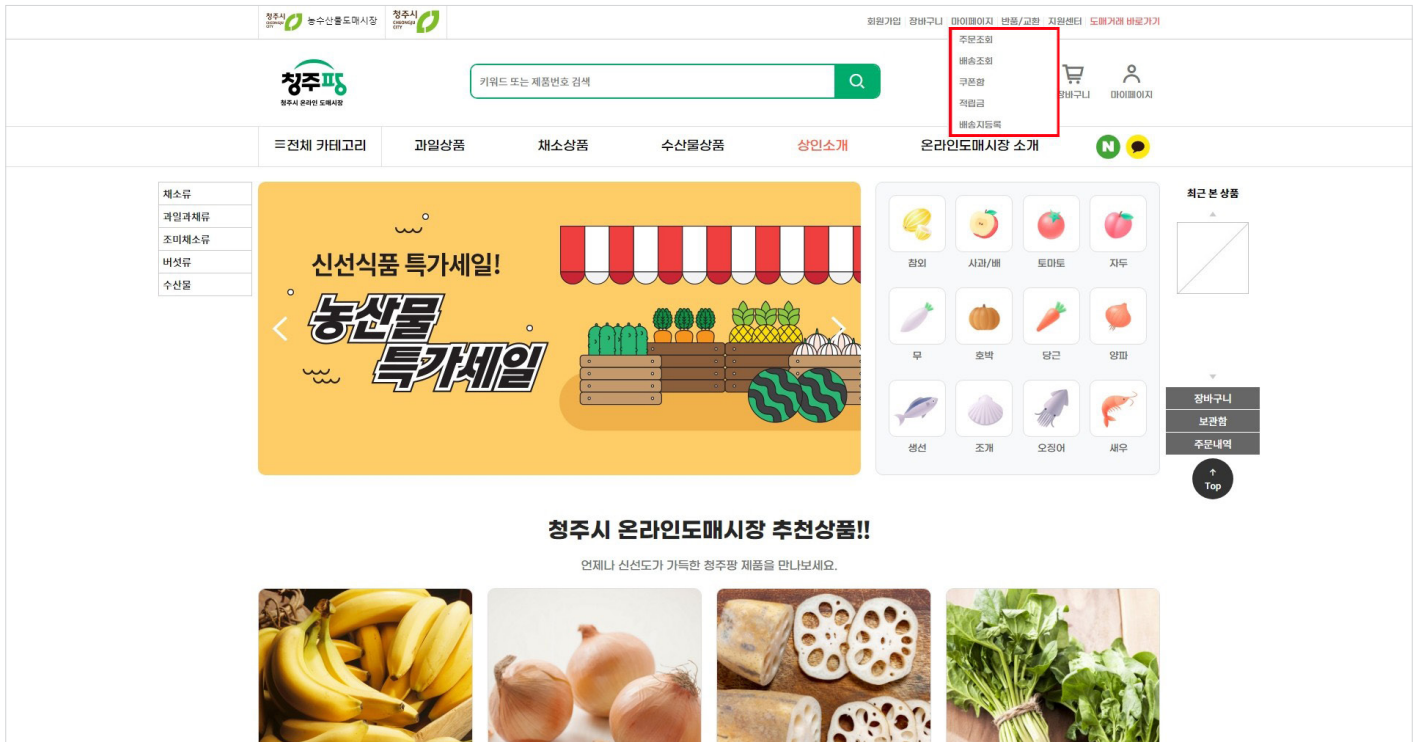 청주시 CHEONGJU CITY 농수산물도매시장
청주시 CHEONGJU CITY
회원가입 장바구니 마이페이지 반품/교환 지원센터 도매거래 바로가기
주문조회
배송조회
쿠폰함
적립금
배송지등록
청주팡
청주시 온라인 도매시장
키워드 또는 제품번호 검색
장바구니 마이페이지
전체 카테고리 과일상품 채소상품 수산물상품 상인소개 온라인도매시장 소개 N
채소류
과일과채류
조미채소류
버섯류
수산물
신선식품 특가세일!
농산물
특가세일
참외 사과/배 토마토 자두
무 호박 당근 양파
생선 조개 오징어 새우
최근 본 상품
장바구니
보관함
주문내역
↑
Top
청주시 온라인도매시장 추천상품!!
언제나 신선도가 가득한 청주팡 제품을 만나보세요.